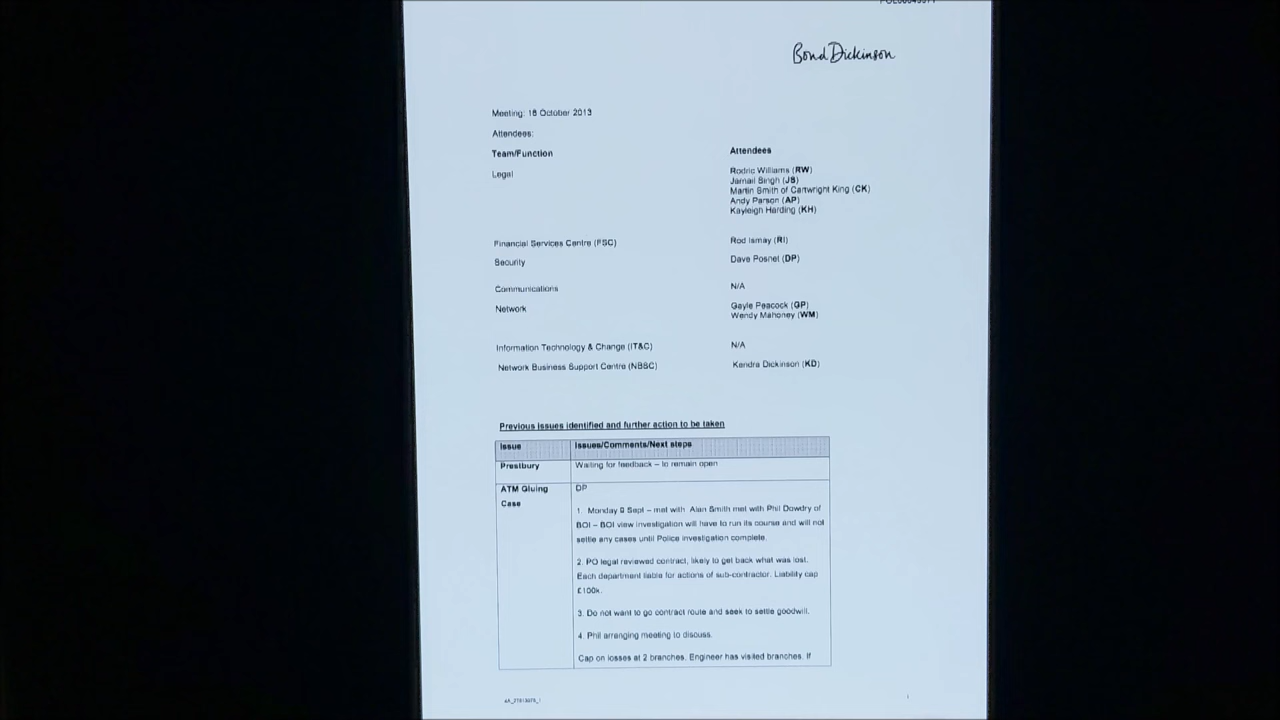 Bond Dickinson
Meeting: 16 October 2013
Attendees:
Team/Function Attendees
Legal Rodric Williams (RW)
Jarnail Singh (JS)
Martin Smith of Cartwright King (CK)
Andy Parson (AP)
Kayleigh Harding (KH)
Financial Services Centre (FSC) Rod Ismay (RI)
Security Dave Posnet (DP)
Communications N/A
Network Gayle Peacock (GP)
Wendy Mahoney (WM)
Information Technology & Change (IT&C) N/A
Network Business Support Centre (NBSC) Kendra Dickinson (KD)
Previous issues identified and further action to be taken
Issue Issues/Comments/Next steps
Prestbury Waiting for feedback – to remain open
ATM Gluing Case DP
1. Monday 9 Sept – met with Alan Smith met with Phil Dowdry of
BOI – BOI view investigation will have to run its course and will not
settle any cases until Police investigation complete.
2. PO legal reviewed contract, likely to get back what was lost.
Each department liable for actions of sub-contractor. Liability cap
£100k.
3. Do not want to go contract route and seek to settle goodwill.
4. Phil arranging meeting to discuss.
Cap on losses at 2 branches. Engineer has visited branches. If
1